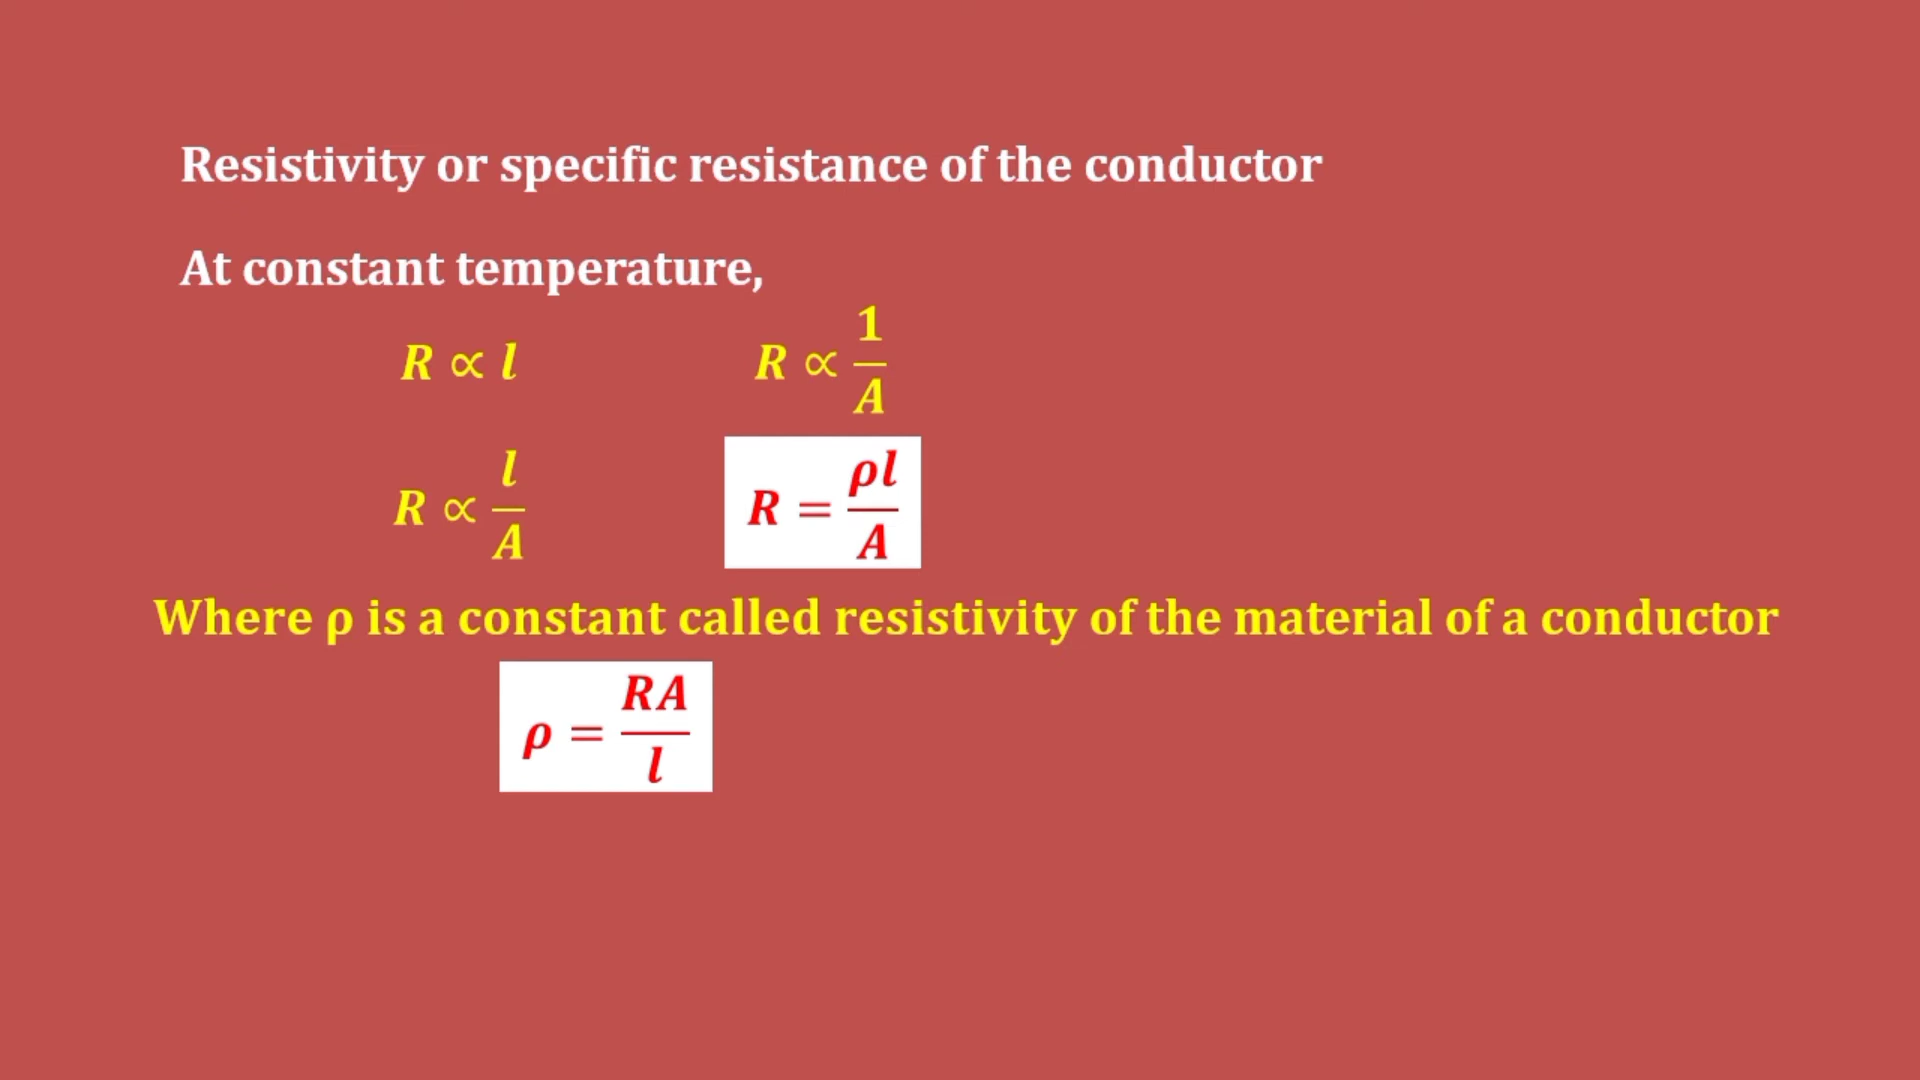 Resistivity or specific resistance of the conductor
At constant temperature,
R ∝ l R ∝ 1/A
R ∝ l/A R = ρl/A
Where ρ is a constant called resistivity of the material of a conductor
ρ = RA/l